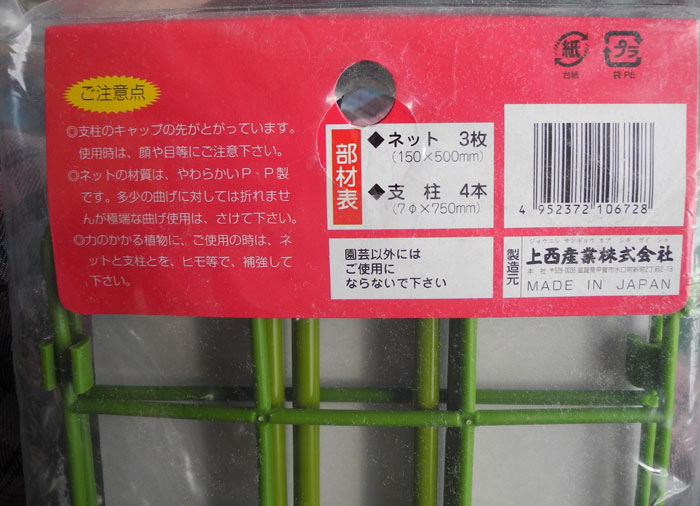 紙
台紙
プラ
袋PE
ご注意点
◎支柱のキャップの先がとがっています。
使用時は、顔や目等にご注意下さい。
◎ネットの材質は、やわらかいP・P製
です。多少の曲げに対しては折れませ
んが極端な曲げ使用は、さけて下さい。
◎力のかかる植物に、ご使用の時は、ネ
ットと支柱とを、ヒモ等で、補強して
下さい。
部材表
◆ネット 3枚
(150×500mm)
◆支 柱 4本
(7φ×750mm)
園芸以外には
ご使用に
ならないで下さい
4 952372 106728
製造元
上西産業株式会社
MADE IN JAPAN